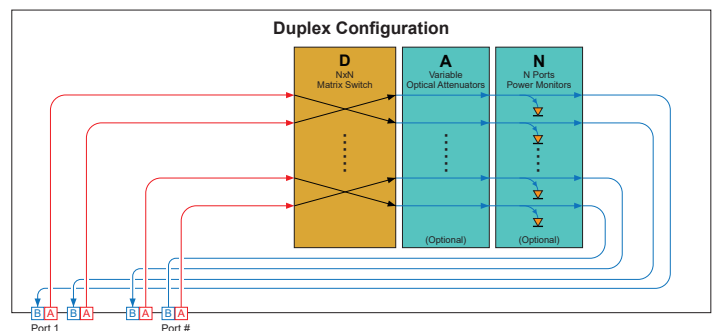 Duplex Configuration
D
NxN
Matrix Switch
A
Variable
Optical Attenuators
N
N Ports
Power Monitors
(Optional)
(Optional)
B A
B A
B A
B A
Port 1
Port #